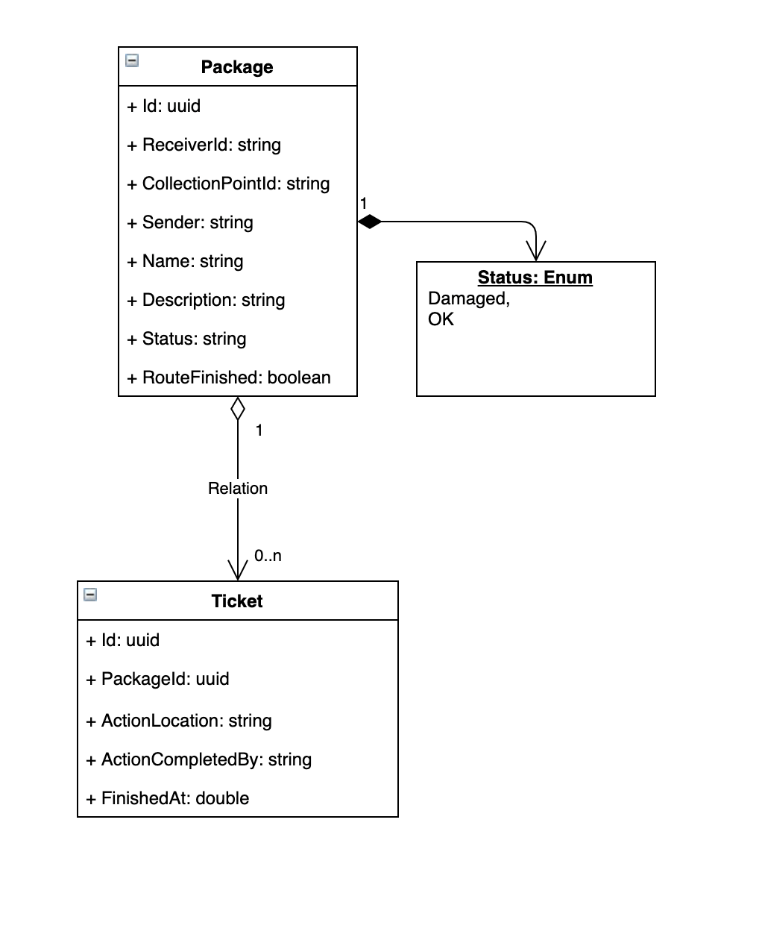 Package
+ Id: uuid
+ ReceiverId: string
+ CollectionPointId: string
+ Sender: string
+ Name: string
+ Description: string
+ Status: string
+ RouteFinished: boolean
1
Status: Enum
Damaged,
OK
1
Relation
0..n
Ticket
+ Id: uuid
+ PackageId: uuid
+ ActionLocation: string
+ ActionCompletedBy: string
+ FinishedAt: double